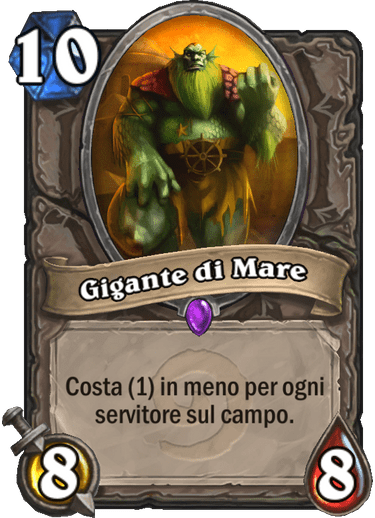 10
Gigante di Mare
Costa (1) in meno per ogni
servitore sul campo.
8 8